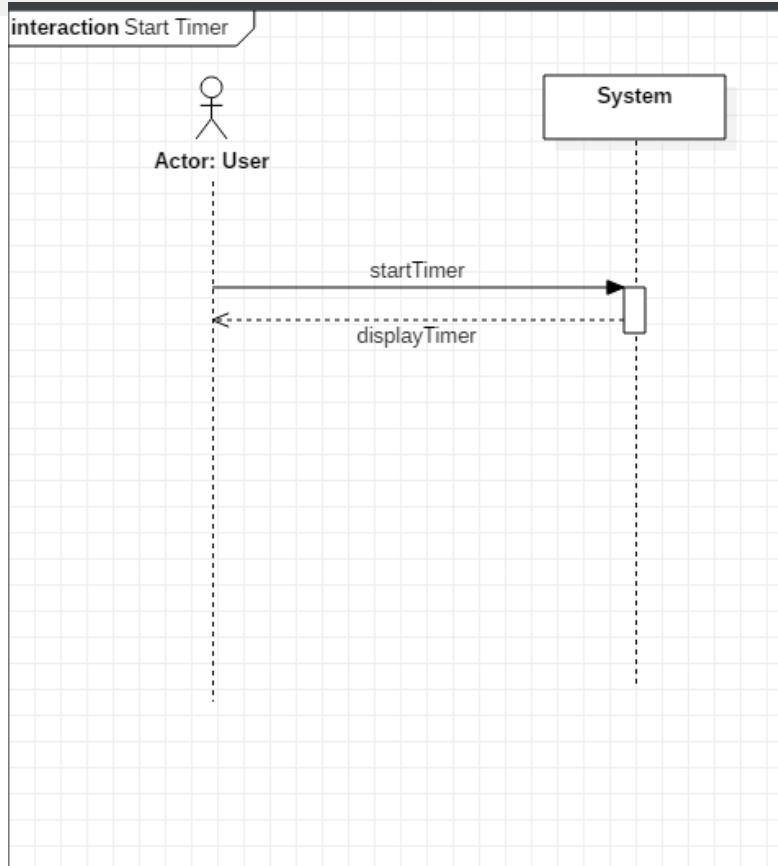 interaction Start Timer
System
Actor: User
startTimer
displayTimer